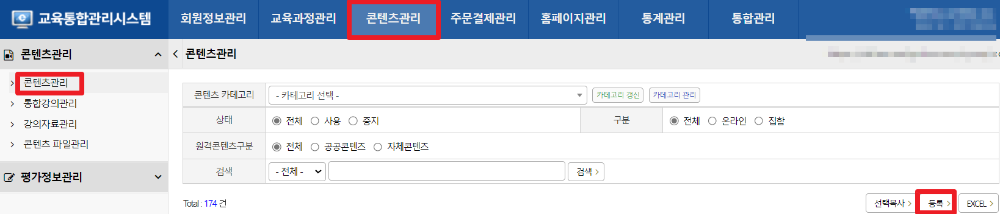 교육통합관리시스템 회원정보관리 교육과정관리 콘텐츠관리 주문결제관리 홈페이지관리 통계관리 통합관리
콘텐츠관리
콘텐츠관리
통합강의관리
강의자료관리
콘텐츠 파일관리
평가정보관리
콘텐츠관리
콘텐츠 카테고리 - 카테고리 선택 - 카테고리 갱신 카테고리 관리
상태 전체 사용 중지 구분 전체 온라인 집합
원격콘텐츠구분 전체 공공콘텐츠 자체콘텐츠
검색 - 전체 - 검색
Total : 174 건 선택복사 등록 EXCEL